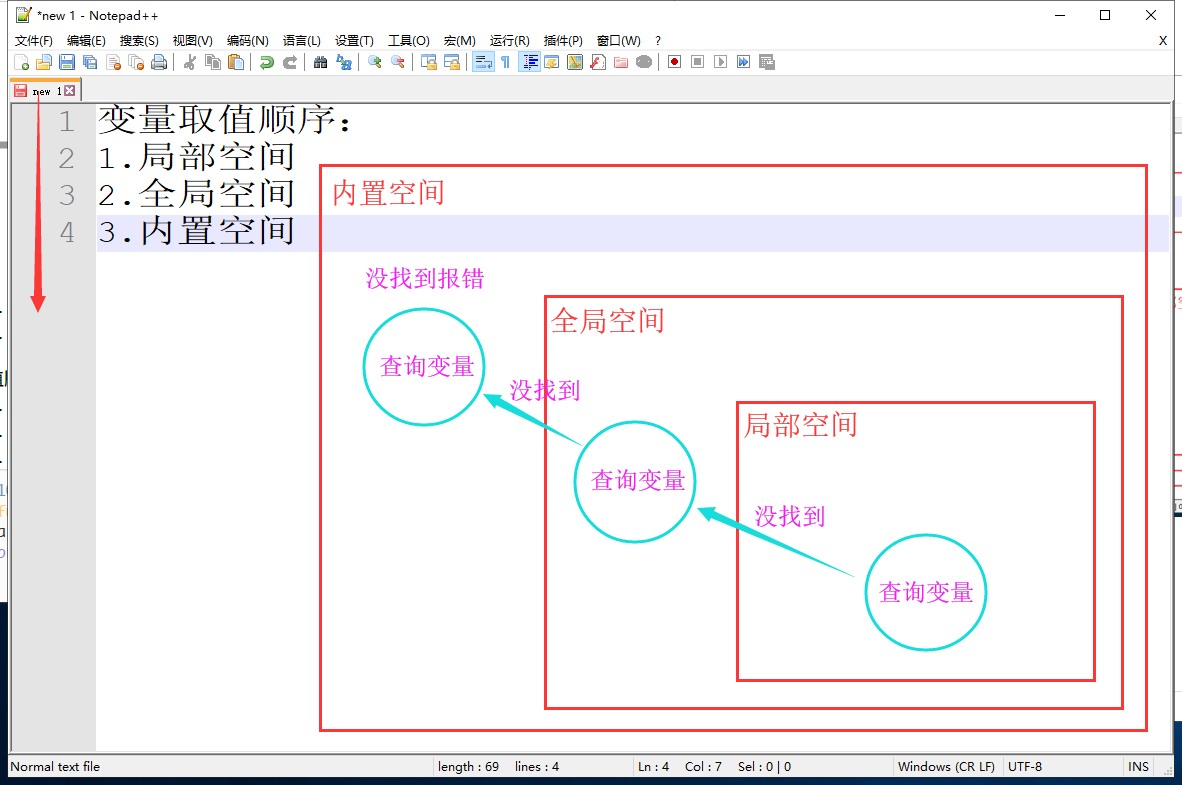 *new 1 - Notepad++
文件(F) 编辑(E) 搜索(S) 视图(V) 编码(N) 语言(L) 设置(T) 工具(O) 宏(M) 运行(R) 插件(P) 窗口(W) ? X
new 1
1 变量取值顺序：
2 1.局部空间
3 2.全局空间
4 3.内置空间
内置空间
没找到报错
查询变量
全局空间
没找到
查询变量
局部空间
没找到
查询变量
Normal text file length : 69 lines : 4 Ln : 4 Col : 7 Sel : 0 | 0 Windows (CR LF) UTF-8 INS